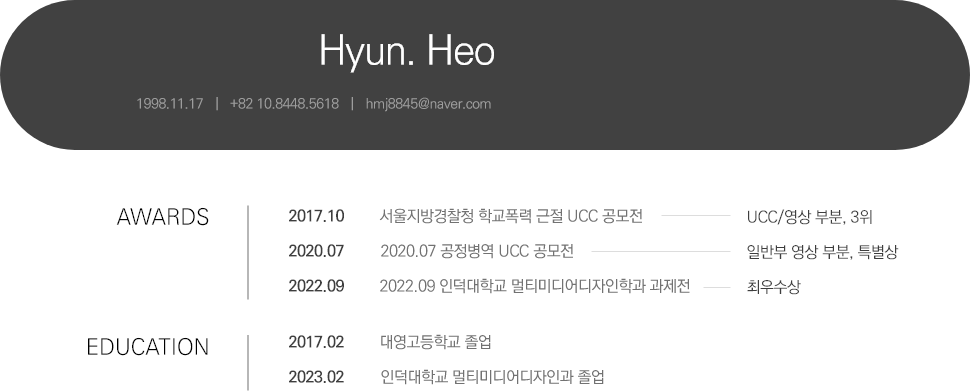 Hyun. Heo
1998.11.17 | +82 10.8448.5618 | hmj8845@naver.com
AWARDS 2017.10 서울지방경찰청 학교폭력 근절 UCC 공모전 UCC/영상 부분, 3위
2020.07 2020.07 공정병역 UCC 공모전 일반부 영상 부분, 특별상
2022.09 2022.09 인덕대학교 멀티미디어디자인학과 과제전 최우수상
EDUCATION 2017.02 대영고등학교 졸업
2023.02 인덕대학교 멀티미디어디자인과 졸업